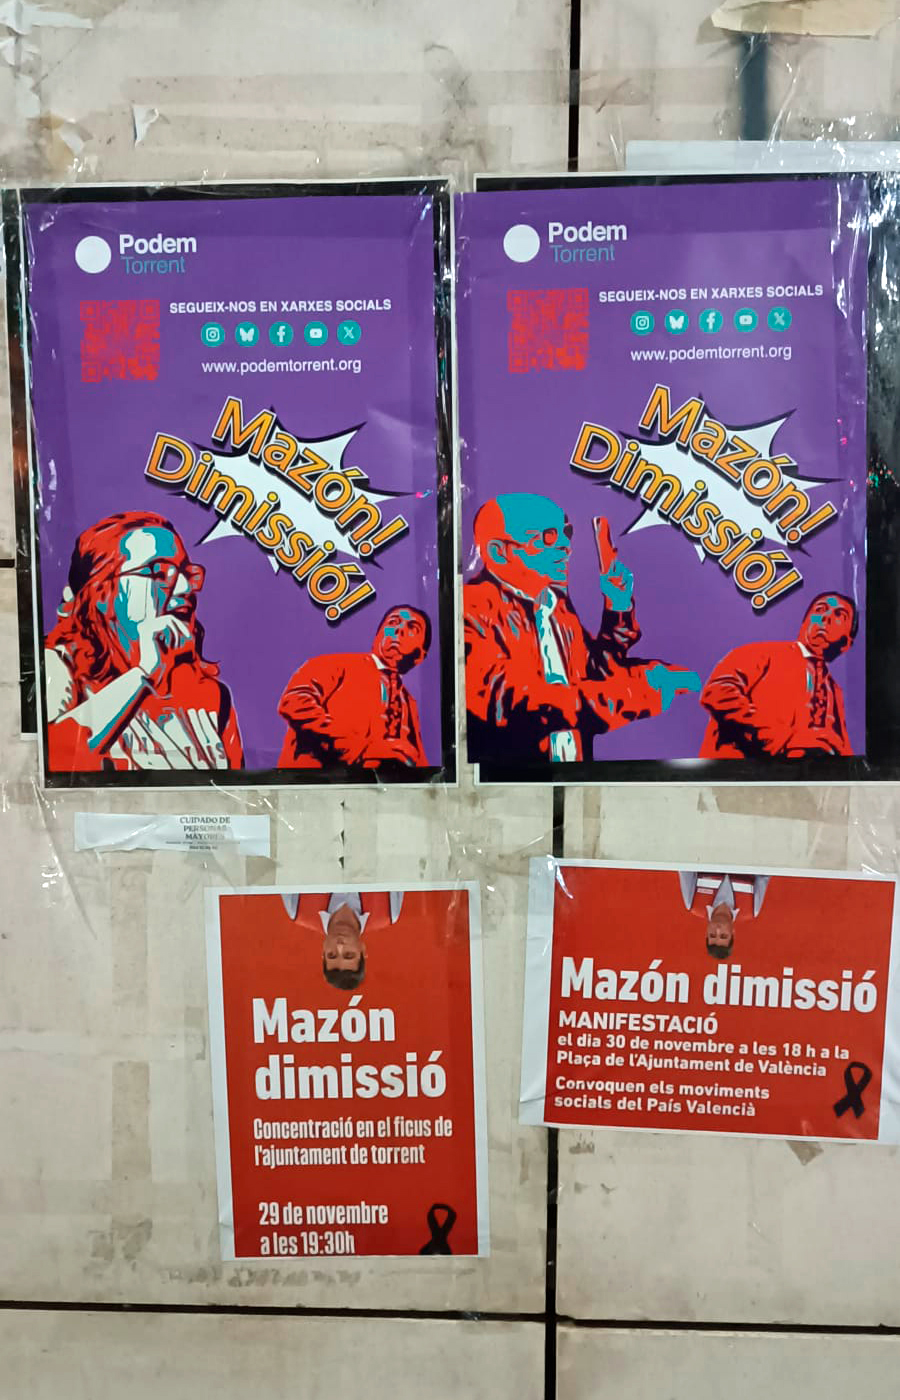 Podem
Torrent
SEGUEIX-NOS EN XARXES SOCIALS
www.podemtorrent.org
Mazón!
Dimissió!
Podem
Torrent
SEGUEIX-NOS EN XARXES SOCIALS
www.podemtorrent.org
Mazón!
Dimissió!
CUIDADO DE
PERSONAS
MAYORES
Mazón
dimissió
Concentració en el ficus de
l'ajuntament de torrent
29 de novembre
a les 19:30h
Mazón dimissió
MANIFESTACIÓ
el dia 30 de novembre a les 18 h a la
Plaça de l'Ajuntament de València
Convoquen els moviments
socials del País Valencià